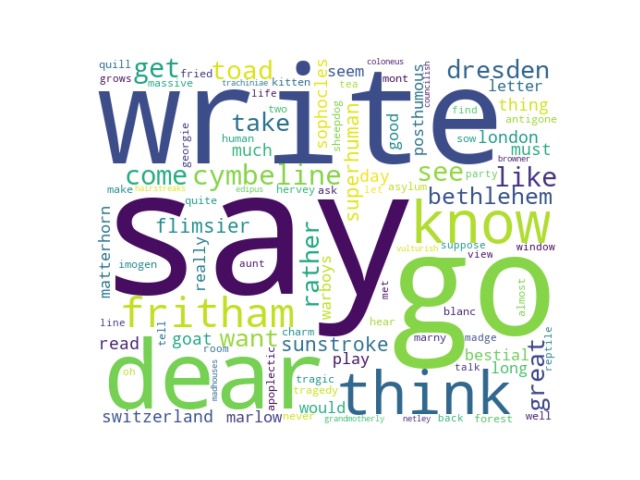 coloneus
quill get fried trachiniae kitten seem mont councilish dresden
grows massive toad life sophocles sheepdog tea good posthumous letter
write
georgie human two take superhuman find thing antigone
come much cymbeline day see sow london must
make halistreaks edipus hervey ask let asylum party browner like
quite say know bethlehem
matterhorn flimsier really rather warboys vulturish suppose window
imogen aunt go view
met blanc almost
fritham hear
line tell charm marny madge reptile
read goat want sunstroke play bestial great
oh room apoplectic tragic talk long
dear madhouses tragedy think
switzerland marlow would never grandmotherly netley back forest well